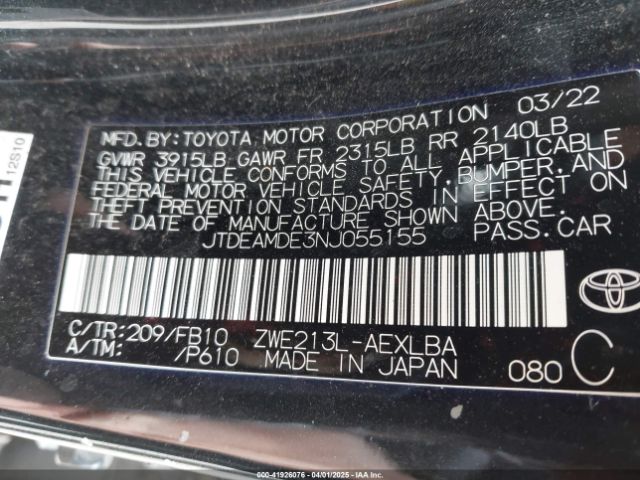 03/22
MFD.BY:TOYOTA MOTOR CORPORATION
GVWR 3915LB GAWR FR 2315LB RR 2140LB
THIS VEHICLE CONFORMS TO ALL APPLICABLE
FEDERAL MOTOR VEHICLE SAFETY,BUMPER,AND
THEFT PREVENTION STANDARDS IN EFFECT ON
THE DATE OF MANUFACTURE SHOWN ABOVE.
JTDEAMDE3NJ055155 PASS.CAR
C/TR:209/FB10 ZWE213L-AEXLBA
A/TM: /P610 MADE IN JAPAN 080 C
12S10
000-41926076 - 04/01/2025 - IAAI.COM